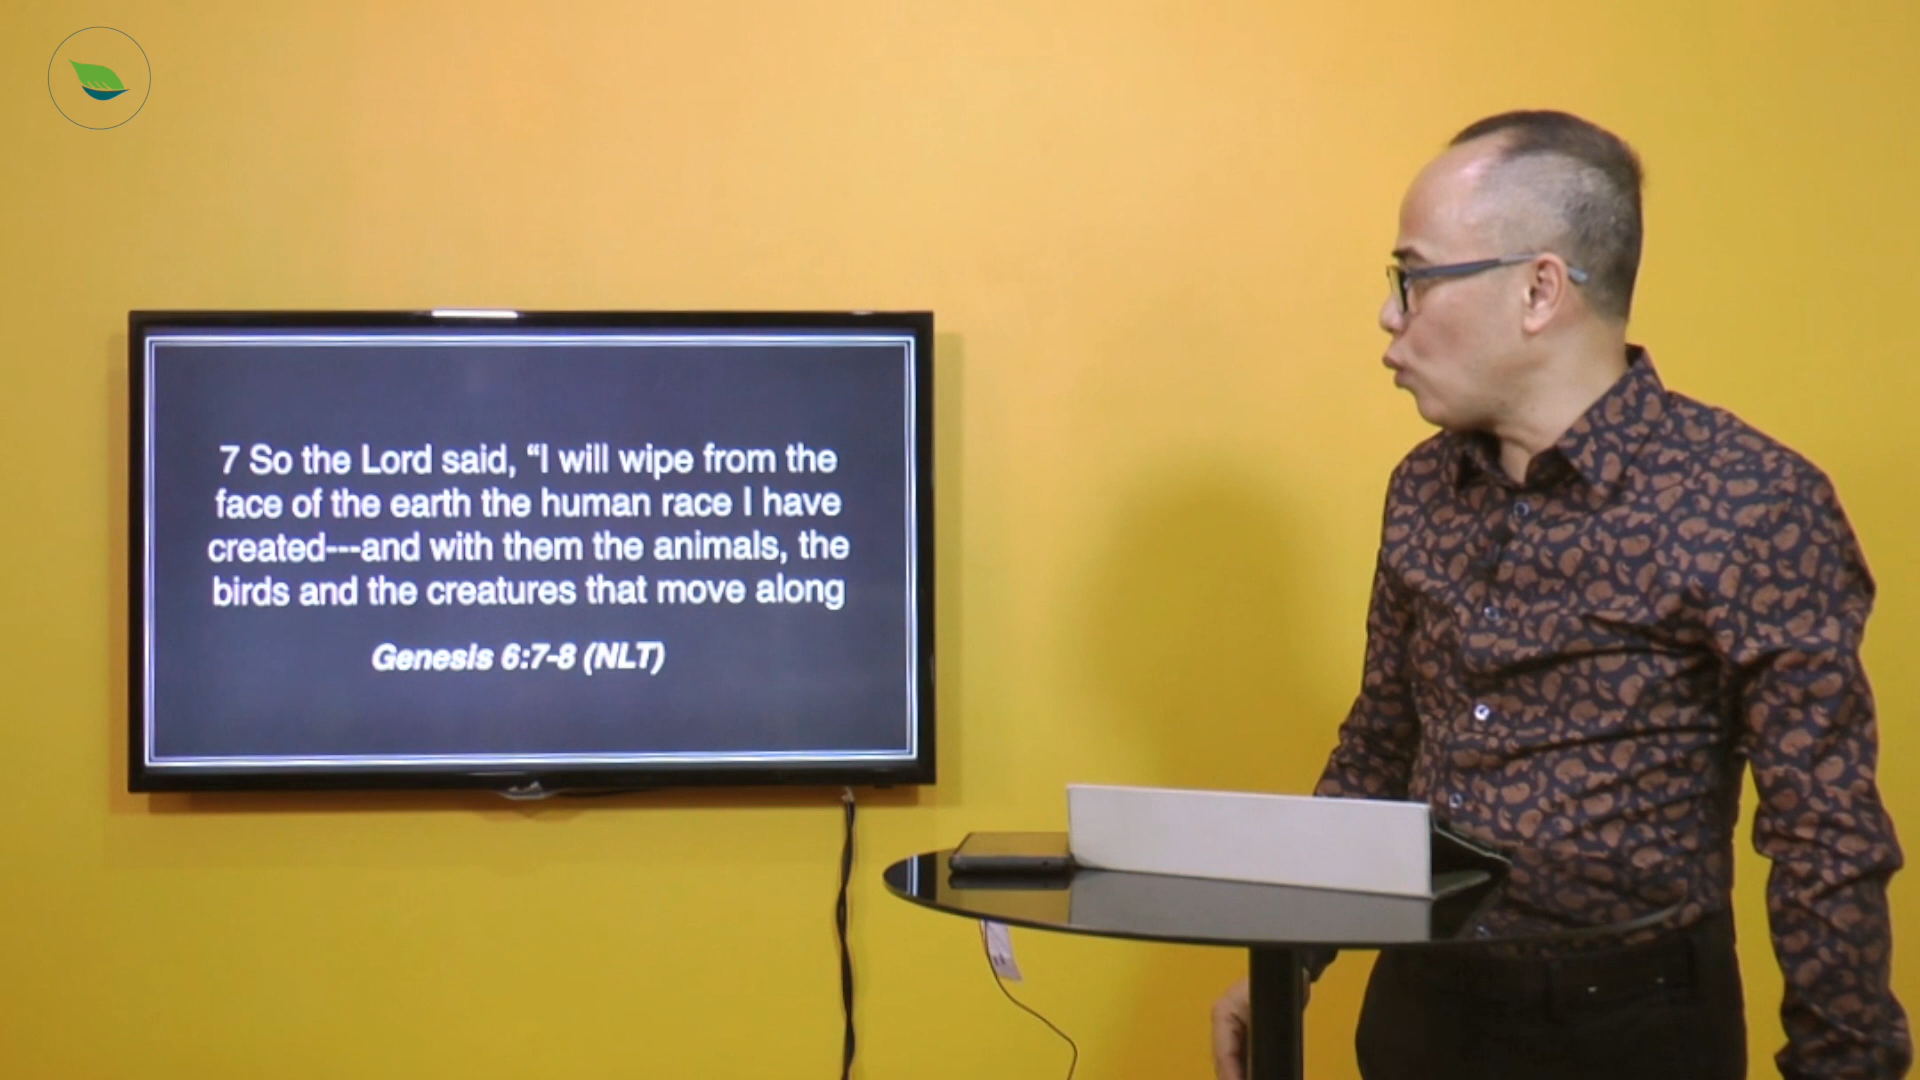 7 So the Lord said, “I will wipe from the
face of the earth the human race I have
created---and with them the animals, the
birds and the creatures that move along
Genesis 6:7-8 (NLT)